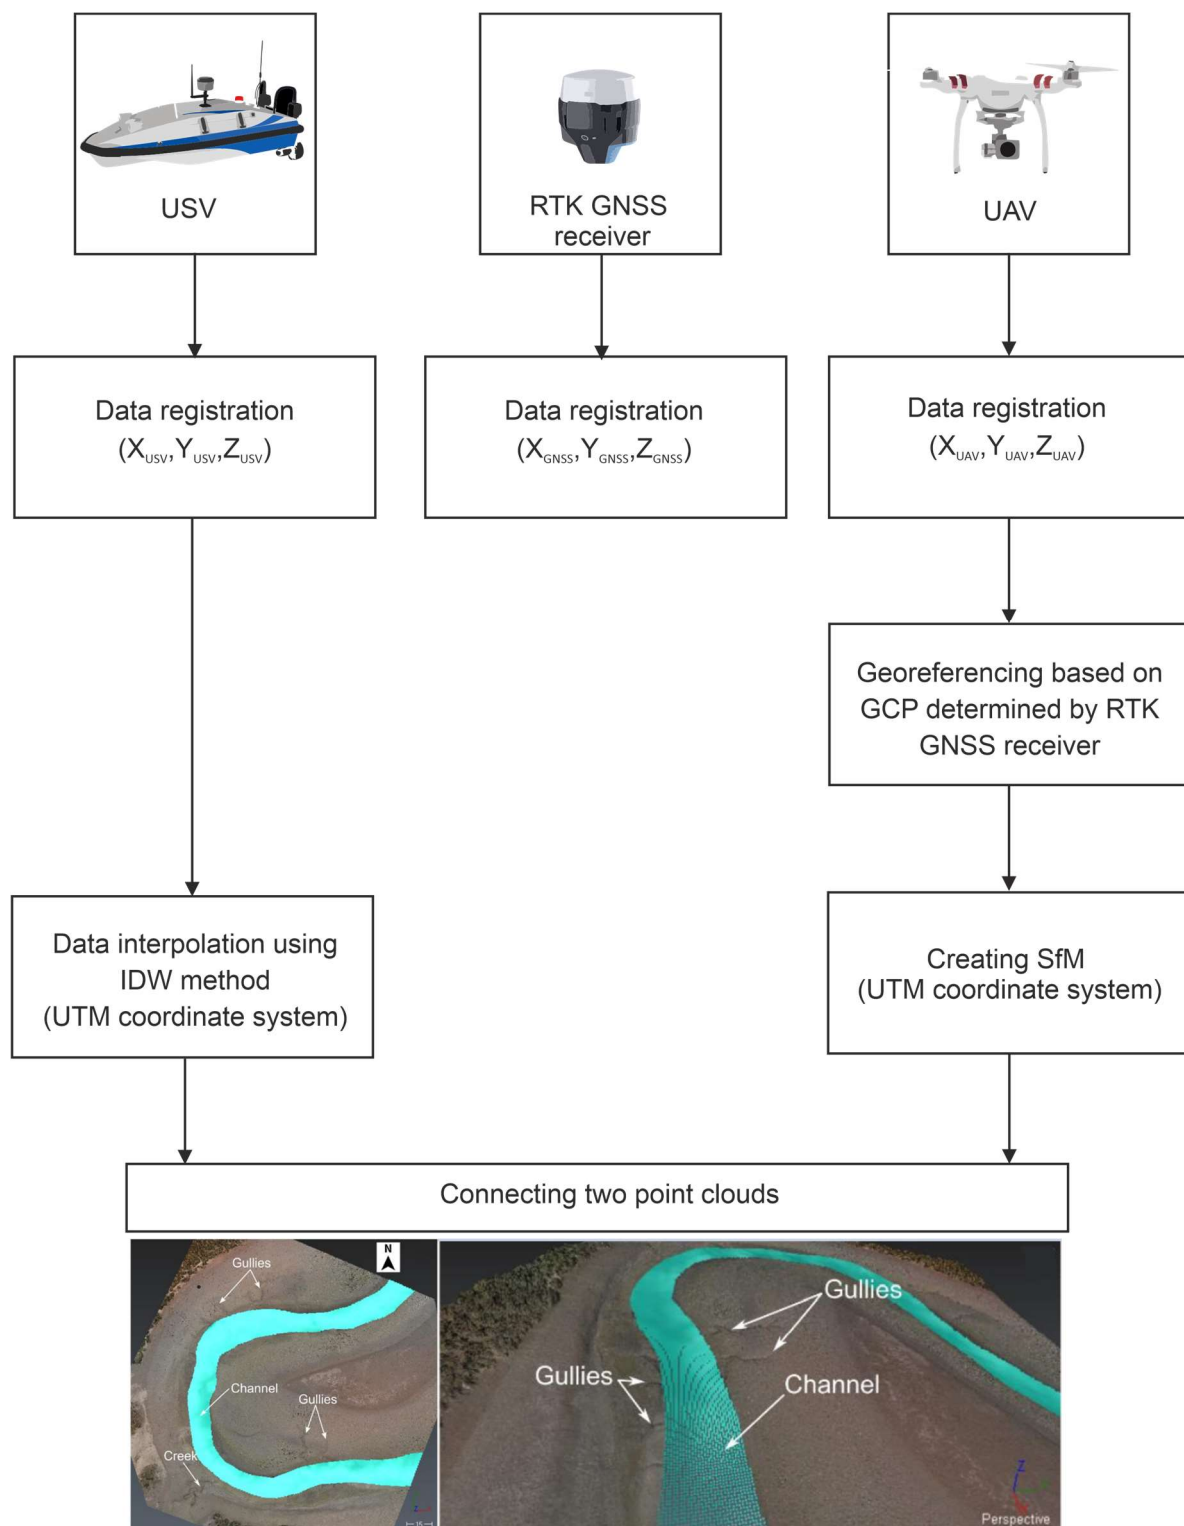 USV
RTK GNSS
receiver
UAV
Data registration
(XUSV,YUSV,ZUSV)
Data registration
(XGNSS,YGNSS,ZGNSS)
Data registration
(XUAV,YUAV,ZUAV)
Georeferencing based on
GCP determined by RTK
GNSS receiver
Data interpolation using
IDW method
(UTM coordinate system)
Creating SfM
(UTM coordinate system)
Connecting two point clouds
N
Gullies
Channel
Gullies
Creek
15
Gullies
Gullies
Channel
Z
Perspective